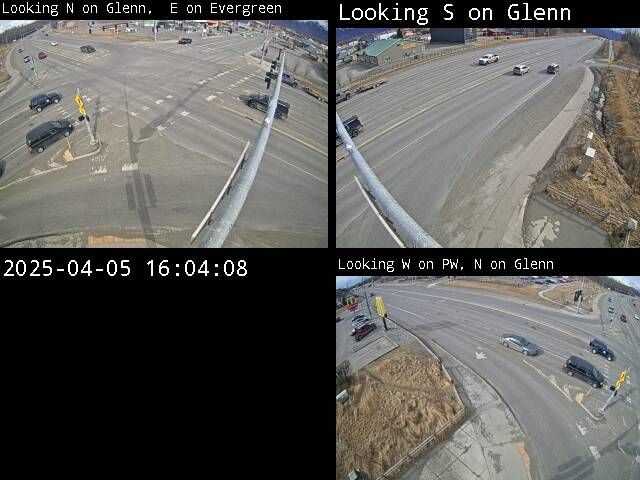 Looking N on Glenn,  E on Evergreen
Looking S on Glenn
2025-04-05 16:04:08
Looking W on PW, N on Glenn